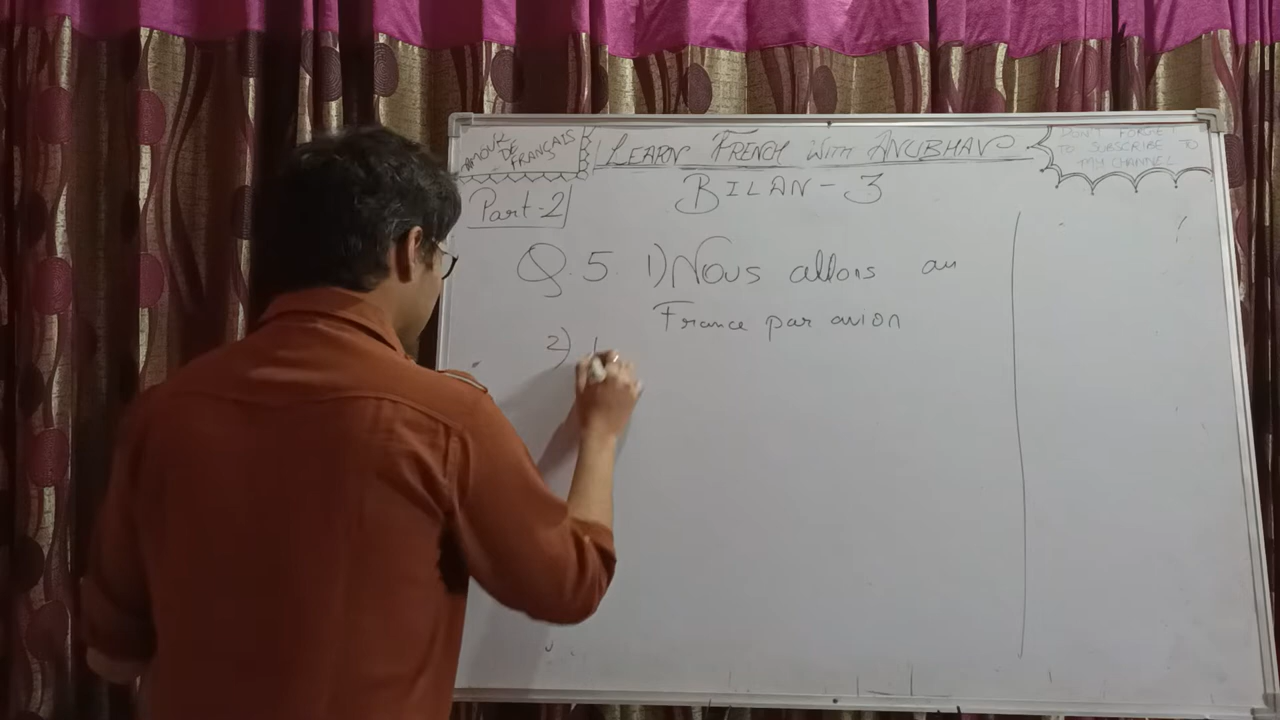 AMOUR DE FRANÇAIS
LEARN FRENCH WITH ANUBHAV
DON'T FORGET
TO SUBSCRIBE TO
MY CHANNEL
Part-2
BILAN-3
Q.5. 1) Nous allons au
France par avion
2)